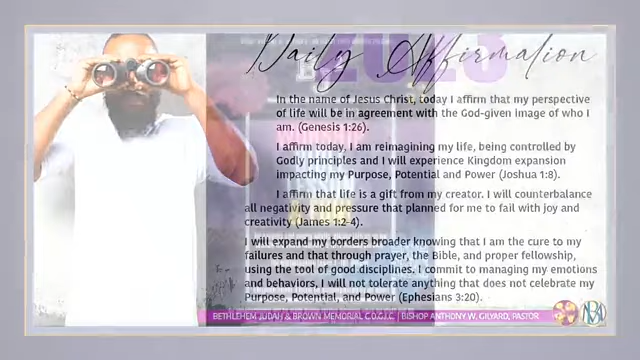 Daily Affirmation
In the name of Jesus Christ, today I affirm that my perspective
of life will be in agreement with the God-given image of who I
am. (Genesis 1:26).
I affirm today, I am reimagining my life, being controlled by
Godly principles and I will experience Kingdom expansion
impacting my Purpose, Potential and Power (Joshua 1:8).
I affirm that life is a gift from my creator. I will counterbalance
all negativity and pressure that planned for me to fail with joy and
creativity (James 1:2-4).
I will expand my borders broader knowing that I am the cure to my
failures and that through prayer, the Bible, and proper fellowship,
using the tool of good disciplines. I commit to managing my emotions
and behaviors, I will not tolerate anything that does not celebrate my
Purpose, Potential, and Power (Ephesians 3:20).
BETHLEHEM JUDAH & BROWN MEMORIAL C.O.G.I.C. | BISHOP ANTHONY W. GILYARD, PASTOR